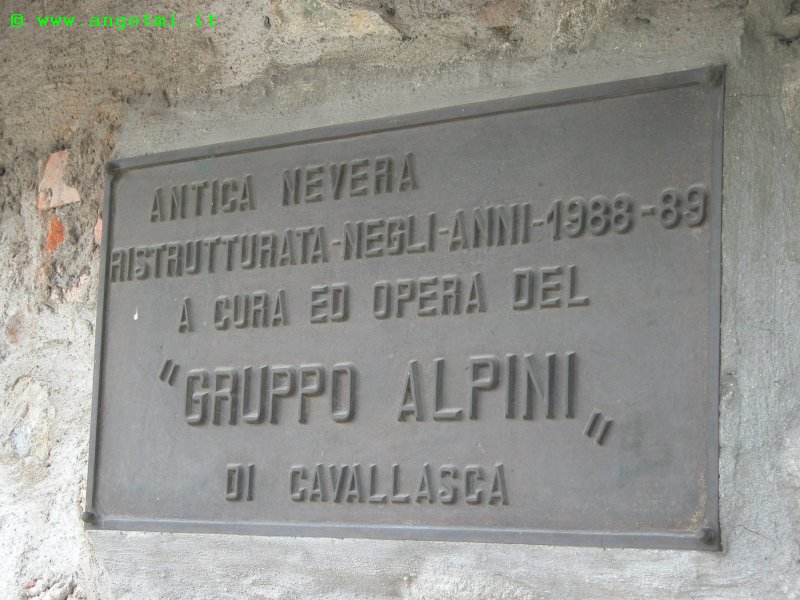 © www.angetmi.it
ANTICA NEVERA
RISTRUTTURATA-NEGLI-ANNI-1988-89
A CURA ED OPERA DEL
"GRUPPO ALPINI"
DI CAVALLASCA